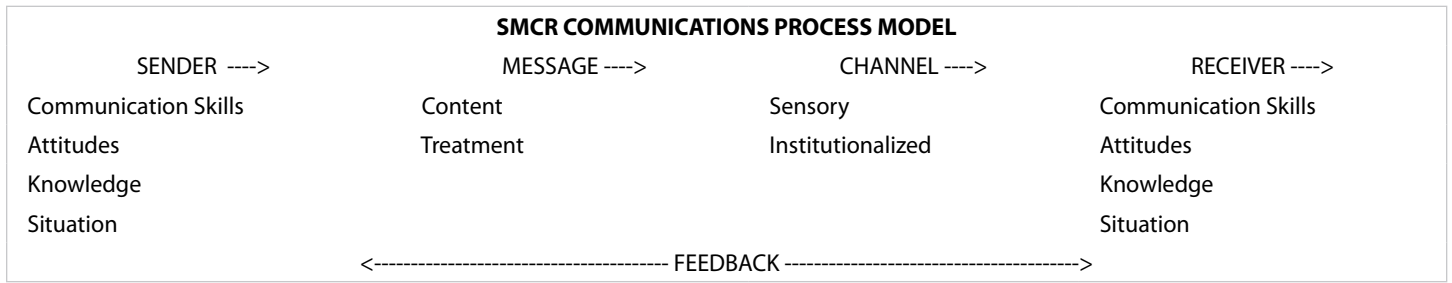 SMCR COMMUNICATIONS PROCESS MODEL
SENDER ----> MESSAGE ----> CHANNEL ----> RECEIVER ---->
Communication Skills Content Sensory Communication Skills
Attitudes Treatment Institutionalized Attitudes
Knowledge Knowledge
Situation Situation
<---------------------------------------- FEEDBACK ---------------------------------------->